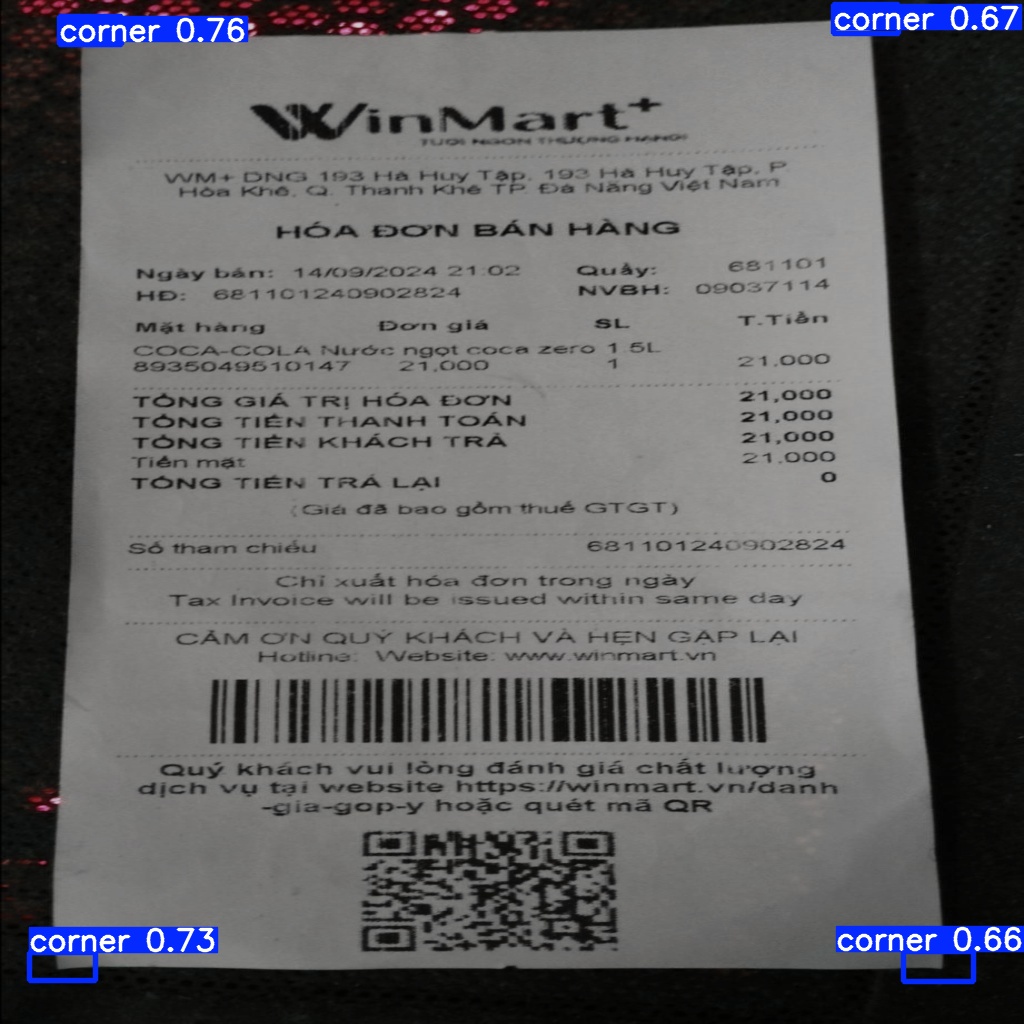 corner 0.76
corner 0.67
WinMart+
TƯƠI NGON THƯỢNG HẠNG!
WM+ DNG 193 Hà Huy Tập, 193 Hà Huy Tập, P.
Hòa Khê, Q. Thanh Khê TP. Đà Nẵng Việt Nam
HÓA ĐƠN BÁN HÀNG
Ngày bán: 14/09/2024 21:02 Quầy: 681101
HĐ: 681101240902824 NVBH: 09037114
Mặt hàng Đơn giá SL T.Tiền
COCA-COLA Nước ngọt coca zero 1.5L
8935049510147 21,000 1 21,000
TỔNG GIÁ TRỊ HÓA ĐƠN 21,000
TỔNG TIỀN THANH TOÁN 21,000
TỔNG TIỀN KHÁCH TRẢ 21,000
Tiền mặt 21,000
TỔNG TIỀN TRẢ LẠI 0
(Giá đã bao gồm thuế GTGT)
Số tham chiếu 681101240902824
Chỉ xuất hóa đơn trong ngày
Tax Invoice will be issued within same day
CẢM ƠN QUÝ KHÁCH VÀ HẸN GẶP LẠI
Hotline: Website: www.winmart.vn
Quý khách vui lòng đánh giá chất lượng
dịch vụ tại website https://winmart.vn/danh
-gia-gop-y hoặc quét mã QR
corner 0.73
corner 0.66